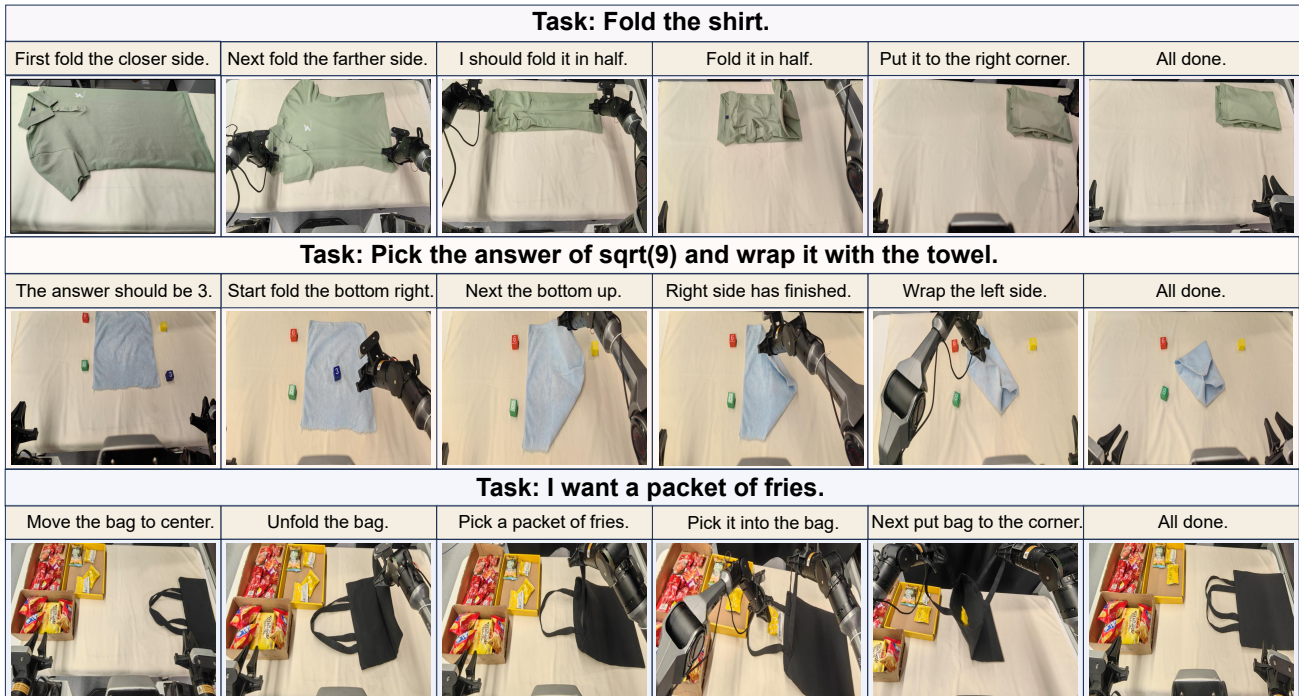 Task: Fold the shirt.
First fold the closer side.
Next fold the farther side.
I should fold it in half.
Fold it in half.
Put it to the right corner.
All done.
Task: Pick the answer of sqrt(9) and wrap it with the towel.
The answer should be 3.
Start fold the bottom right.
Next the bottom up.
Right side has finished.
Wrap the left side.
All done.
Task: I want a packet of fries.
Move the bag to center.
Unfold the bag.
Pick a packet of fries.
Pick it into the bag.
Next put bag to the corner.
All done.